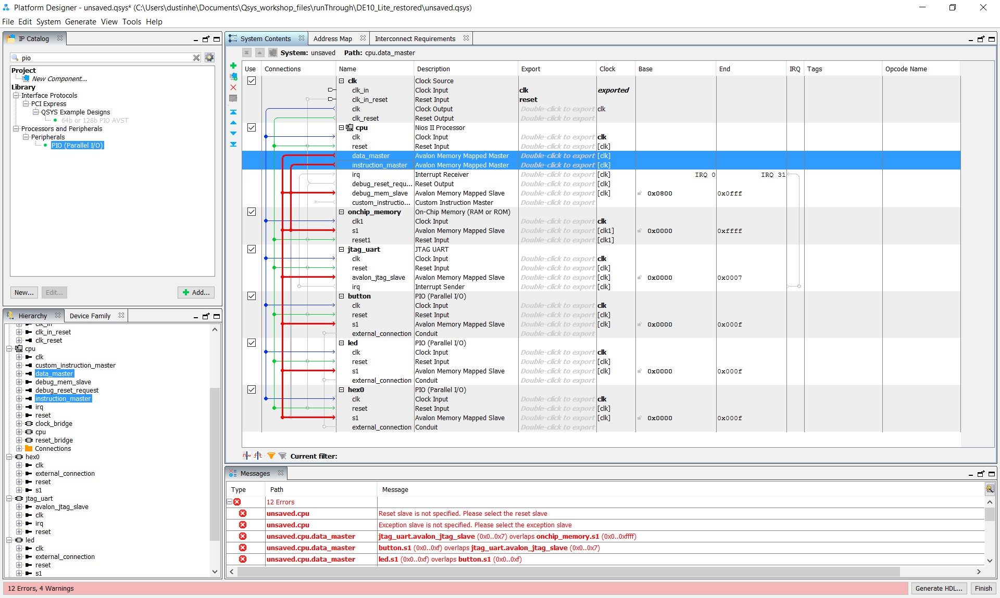 Platform Designer - unsaved.qsys* (C:\Users\dustinhe\Documents\Qsys_workshop_files\runThrough\DE10_Lite_restored\unsaved.qsys)
File Edit System Generate View Tools Help
IP Catalog
pio
Project
New Component...
Library
Interface Protocols
PCI Express
QSYS Example Designs
64b or 128b PIO AVST
Processors and Peripherals
Peripherals
PIO (Parallel I/O)
New... Edit... Add...
Hierarchy Device Family
clk_in
clk_in_reset
clk_reset
cpu
clk
custom_instruction_master
data_master
debug_mem_slave
debug_reset_request
instruction_master
irq
reset
clock_bridge
cpu
reset_bridge
Connections
hex0
clk
external_connection
reset
s1
jtag_uart
avalon_jtag_slave
clk
irq
reset
led
clk
external_connection
reset
s1
System Contents Address Map Interconnect Requirements
System: unsaved Path: cpu.data_master
Use Connections Name Description Export Clock Base End IRQ Tags Opcode Name
clk Clock Source
clk_in Clock Input clk exported
clk_in_reset Reset Input reset
clk Clock Output Double-click to export clk
clk_reset Reset Output Double-click to export
cpu Nios II Processor
clk Clock Input Double-click to export clk
reset Reset Input Double-click to export [clk]
data_master Avalon Memory Mapped Master Double-click to export [clk]
instruction_master Avalon Memory Mapped Master Double-click to export [clk]
irq Interrupt Receiver Double-click to export [clk] IRQ 0 IRQ 31
debug_reset_requ... Reset Output Double-click to export [clk]
debug_mem_slave Avalon Memory Mapped Slave Double-click to export [clk] 0x0800 0x0fff
custom_instructio... Custom Instruction Master Double-click to export
onchip_memory On-Chip Memory (RAM or ROM)
clk1 Clock Input Double-click to export clk
s1 Avalon Memory Mapped Slave Double-click to export [clk1] 0x0000 0xffff
reset1 Reset Input Double-click to export [clk1]
jtag_uart JTAG UART
clk Clock Input Double-click to export clk
reset Reset Input Double-click to export [clk]
avalon_jtag_slave Avalon Memory Mapped Slave Double-click to export [clk] 0x0000 0x0007
irq Interrupt Sender Double-click to export [clk]
button PIO (Parallel I/O)
clk Clock Input Double-click to export clk
reset Reset Input Double-click to export [clk]
s1 Avalon Memory Mapped Slave Double-click to export [clk] 0x0000 0x000f
external_connection Conduit Double-click to export
led PIO (Parallel I/O)
clk Clock Input Double-click to export clk
reset Reset Input Double-click to export [clk]
s1 Avalon Memory Mapped Slave Double-click to export [clk] 0x0000 0x000f
external_connection Conduit Double-click to export
hex0 PIO (Parallel I/O)
clk Clock Input Double-click to export clk
reset Reset Input Double-click to export [clk]
s1 Avalon Memory Mapped Slave Double-click to export [clk] 0x0000 0x000f
external_connection Conduit Double-click to export
Current filter:
Messages
Type Path Message
12 Errors
unsaved.cpu Reset slave is not specified. Please select the reset slave
unsaved.cpu Exception slave is not specified. Please select the exception slave
unsaved.cpu.data_master jtag_uart.avalon_jtag_slave (0x0..0x7) overlaps onchip_memory.s1 (0x0..0xffff)
unsaved.cpu.data_master button.s1 (0x0..0xf) overlaps jtag_uart.avalon_jtag_slave (0x0..0x7)
unsaved.cpu.data_master led.s1 (0x0..0xf) overlaps button.s1 (0x0..0xf)
12 Errors, 4 Warnings
Generate HDL... Finish